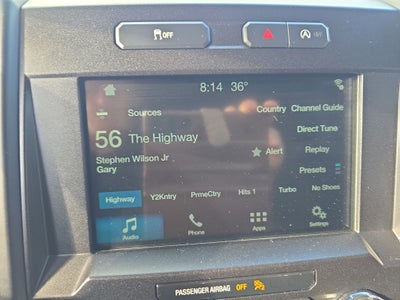 OFF
A OFF
8:14 36°
Sources
Country
Channel Guide
56 The Highway
Direct Tune
Stephen Wilson Jr
Gary
Alert
Replay
Presets
Highway Y2Kntry PrmeCtry Hits 1 Turbo No Shoes
Audio Phone Apps Settings
PASSENGER AIRBAG OFF